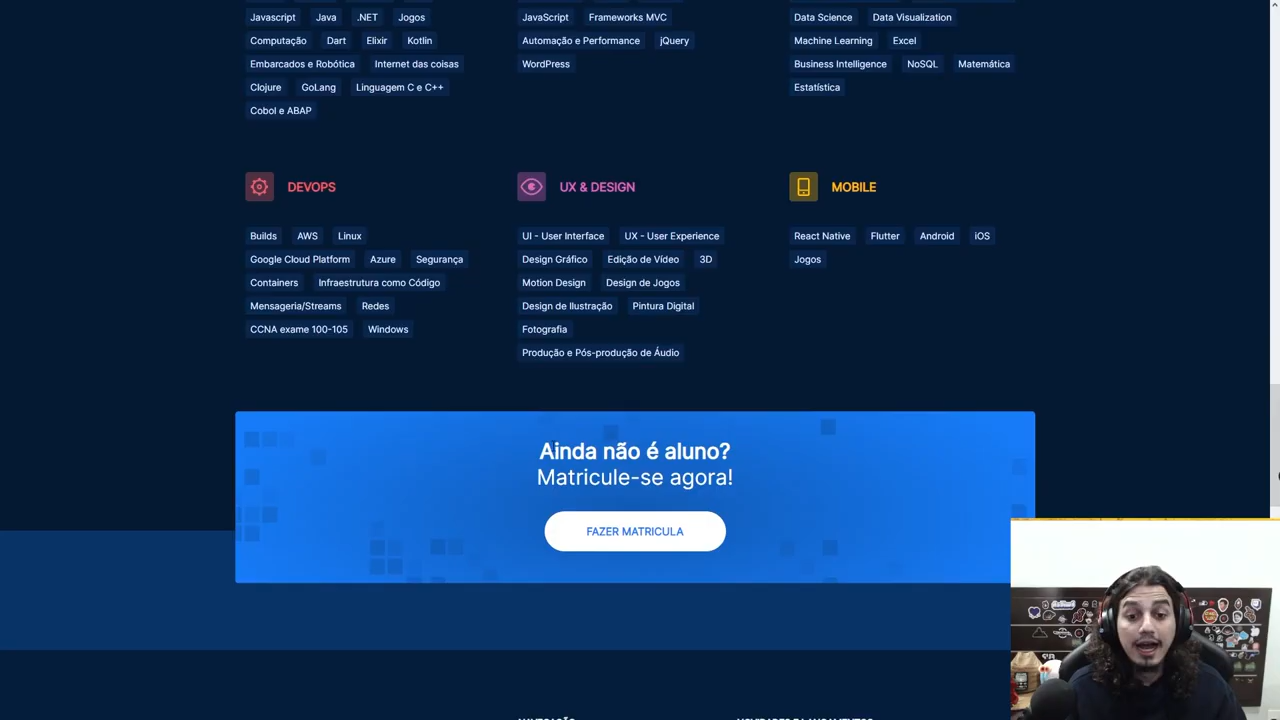 Javascript Java .NET Jogos
Computação Dart Elixir Kotlin
Embarcados e Robótica Internet das coisas
Clojure GoLang Linguagem C e C++
Cobol e ABAP
JavaScript Frameworks MVC
Automação e Performance jQuery
WordPress
Data Science Data Visualization
Machine Learning Excel
Business Intelligence NoSQL Matemática
Estatística
DEVOPS
Builds AWS Linux
Google Cloud Platform Azure Segurança
Containers Infraestrutura como Código
Mensageria/Streams Redes
CCNA exame 100-105 Windows
UX & DESIGN
UI - User Interface UX - User Experience
Design Gráfico Edição de Vídeo 3D
Motion Design Design de Jogos
Design de Ilustração Pintura Digital
Fotografia
Produção e Pós-produção de Áudio
MOBILE
React Native Flutter Android iOS
Jogos
Ainda não é aluno?
Matricule-se agora!
FAZER MATRICULA